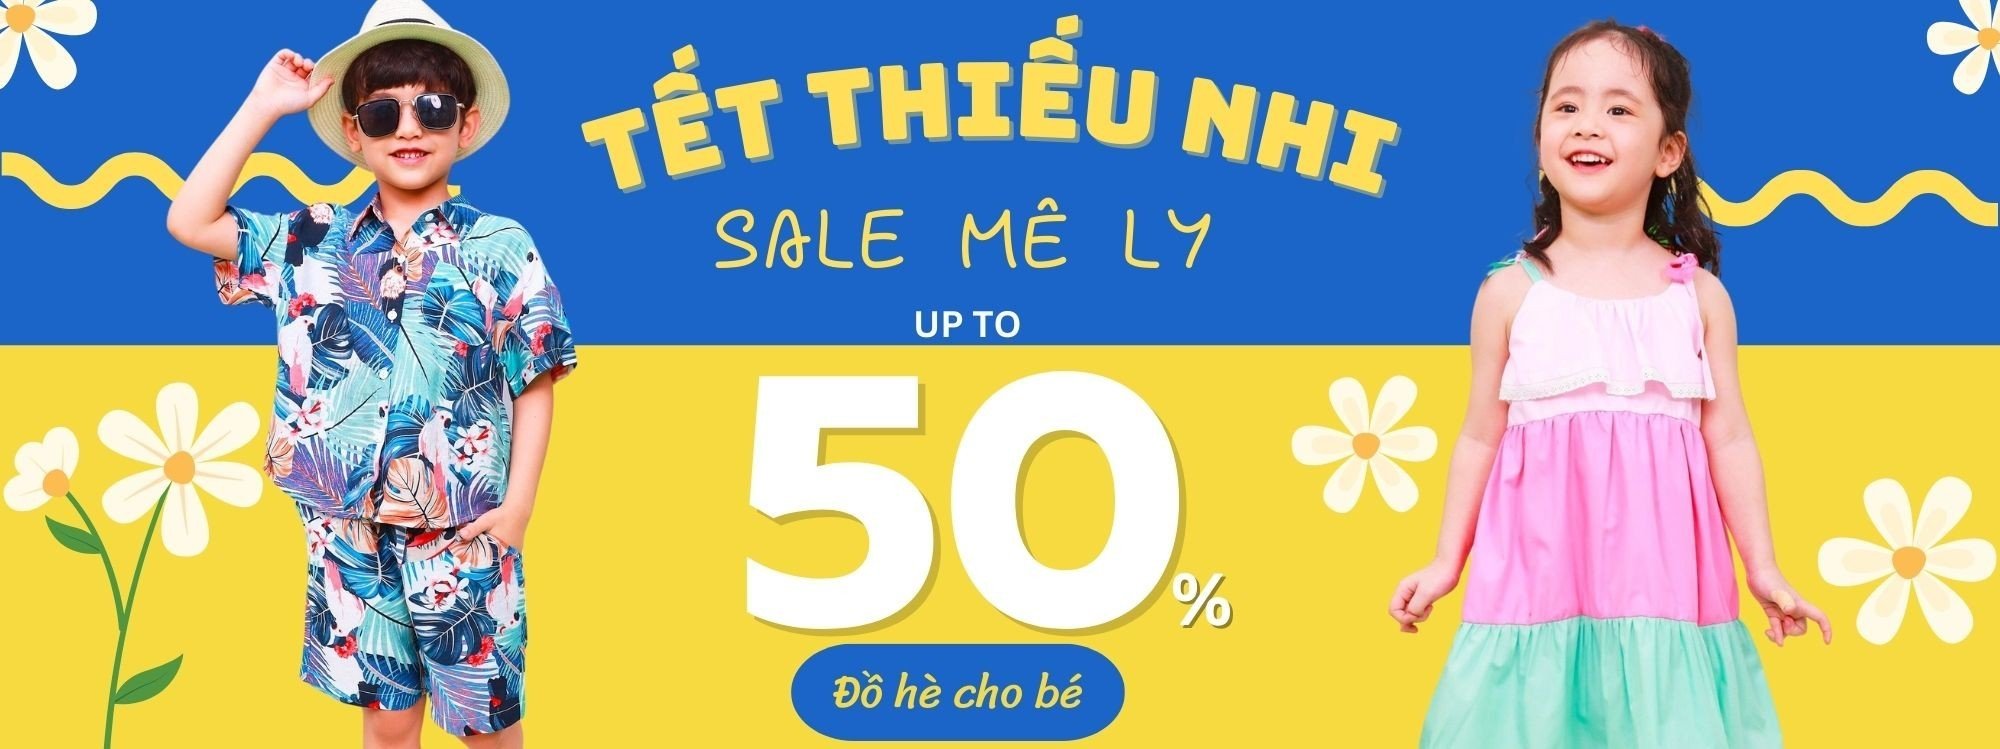 TẾT THIẾU NHI
SALE MÊ LY
UP TO
50%
Đồ hè cho bé